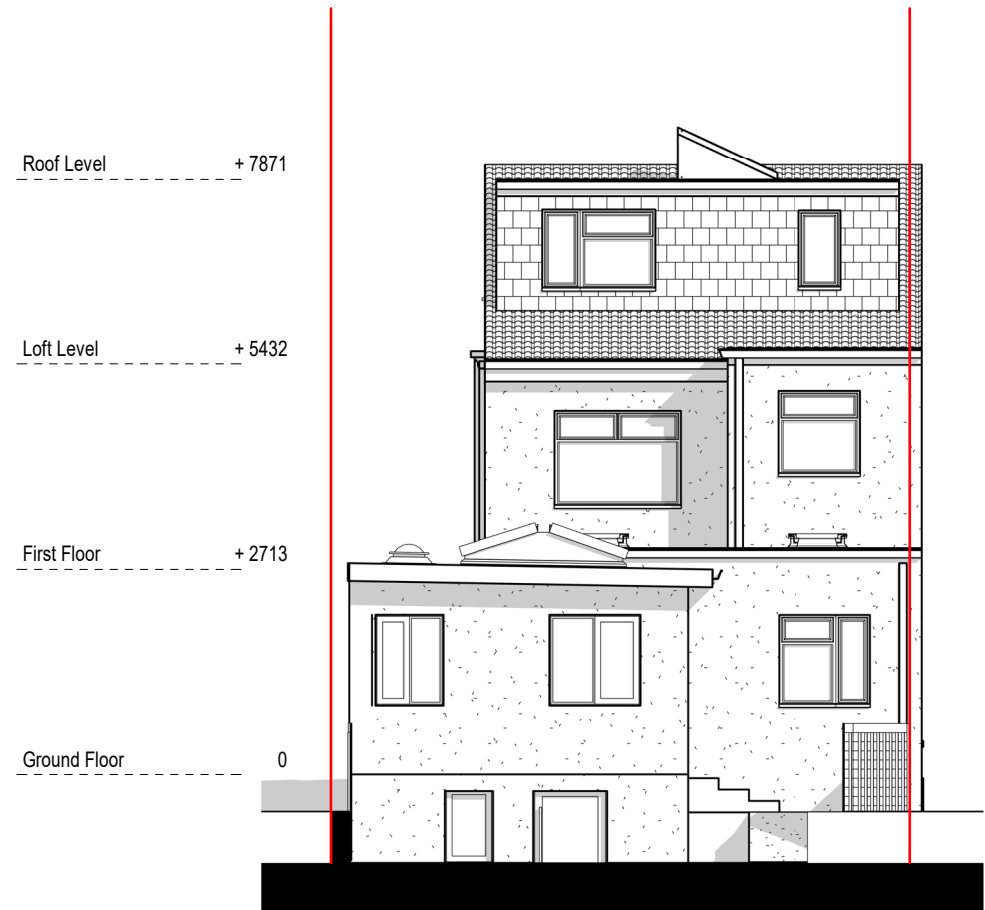 Roof Level + 7871
Loft Level + 5432
First Floor + 2713
Ground Floor 0